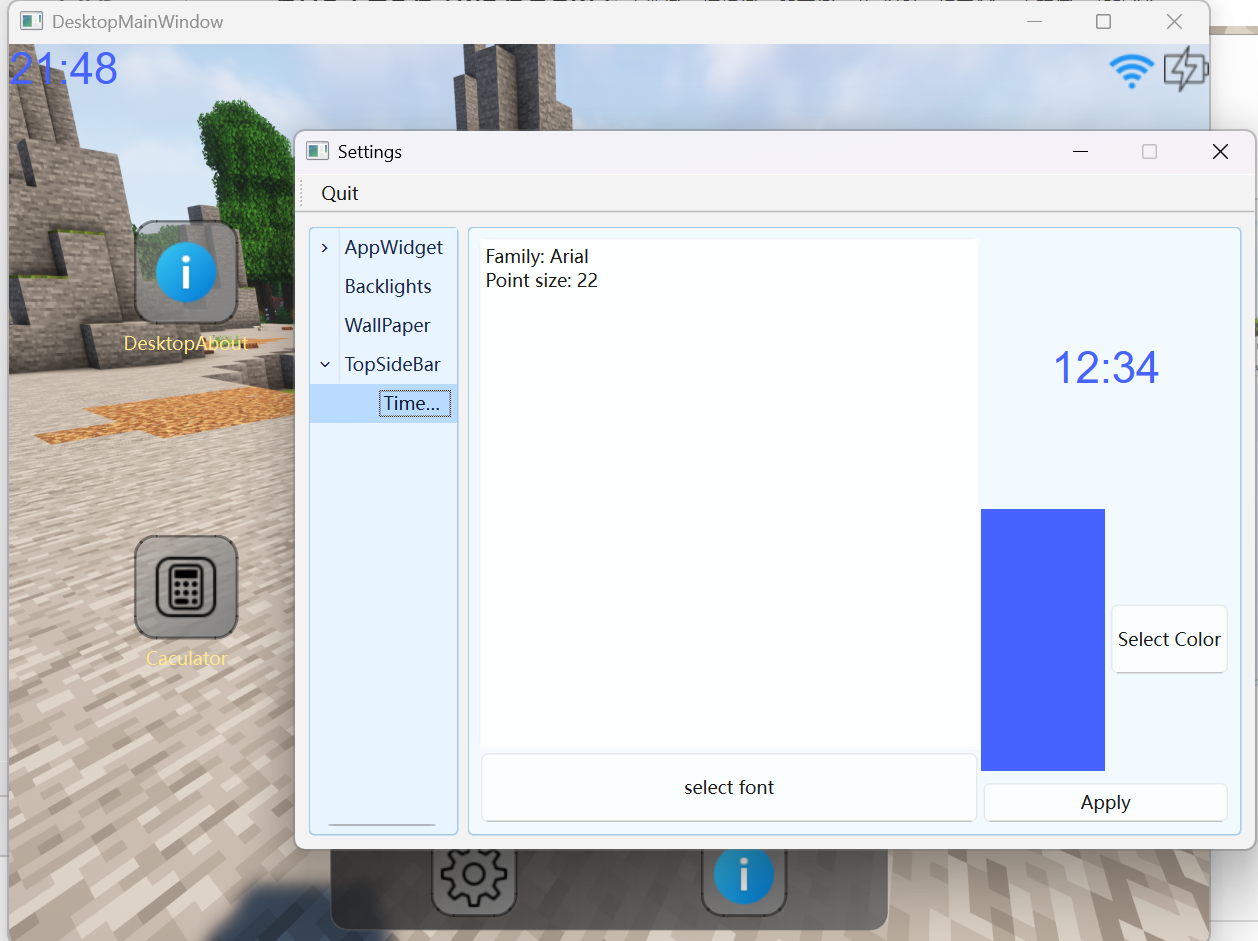 DesktopMainWindow
21:48
Settings
Quit
AppWidget
Backlights
WallPaper
TopSideBar
Time...
Family: Arial
Point size: 22
12:34
Select Color
select font
Apply
DesktopAbout
Caculator